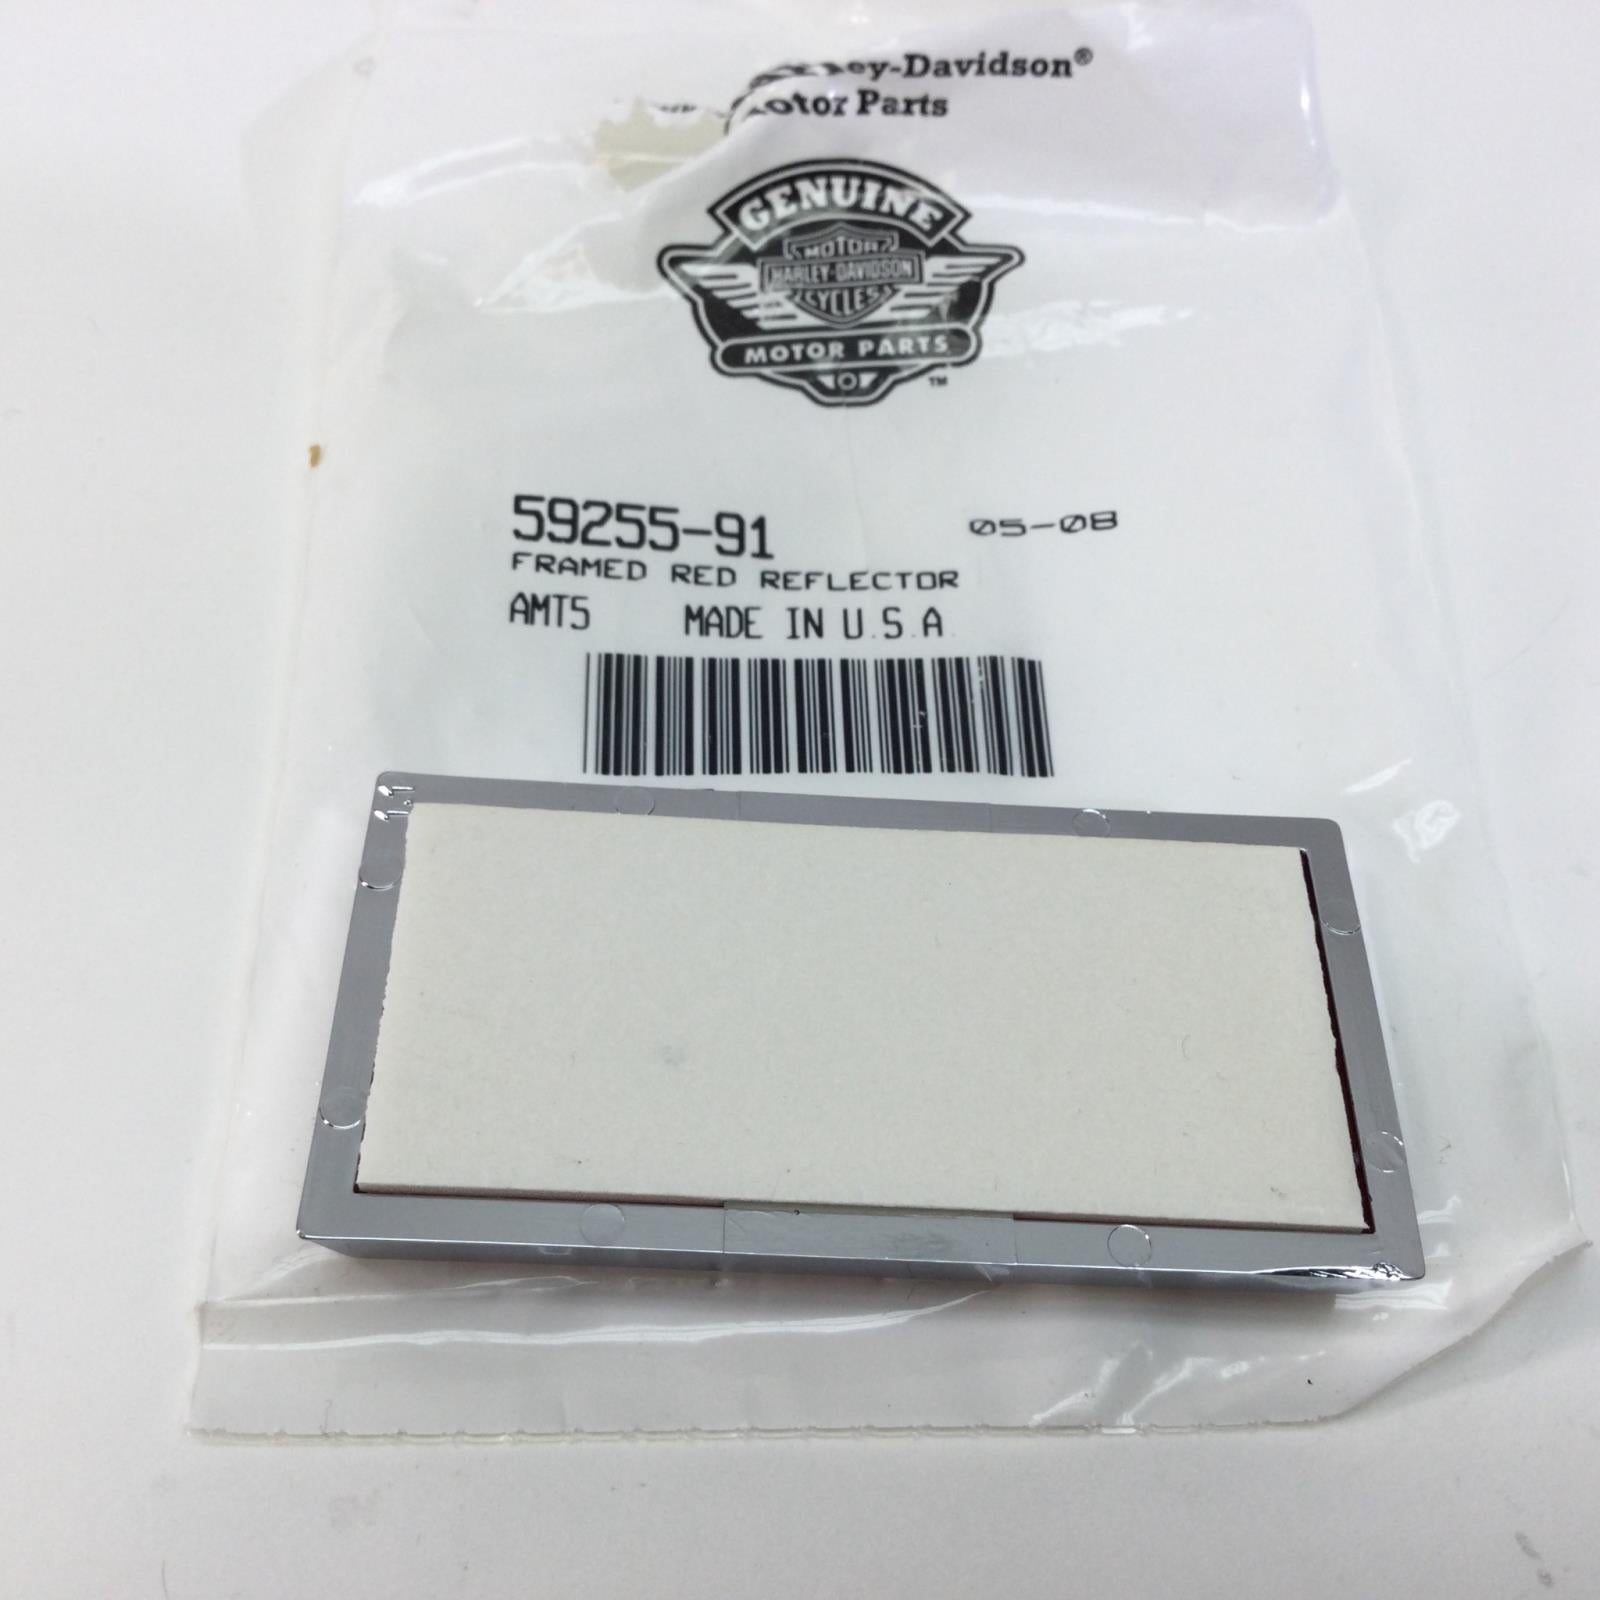 -Davidson®
Motor Parts
GENUINE
MOTOR
HARLEY-DAVIDSON
CYCLES
MOTOR PARTS
TM
59255-91 05-08
FRAMED RED REFLECTOR
AMT5 MADE IN U.S.A.